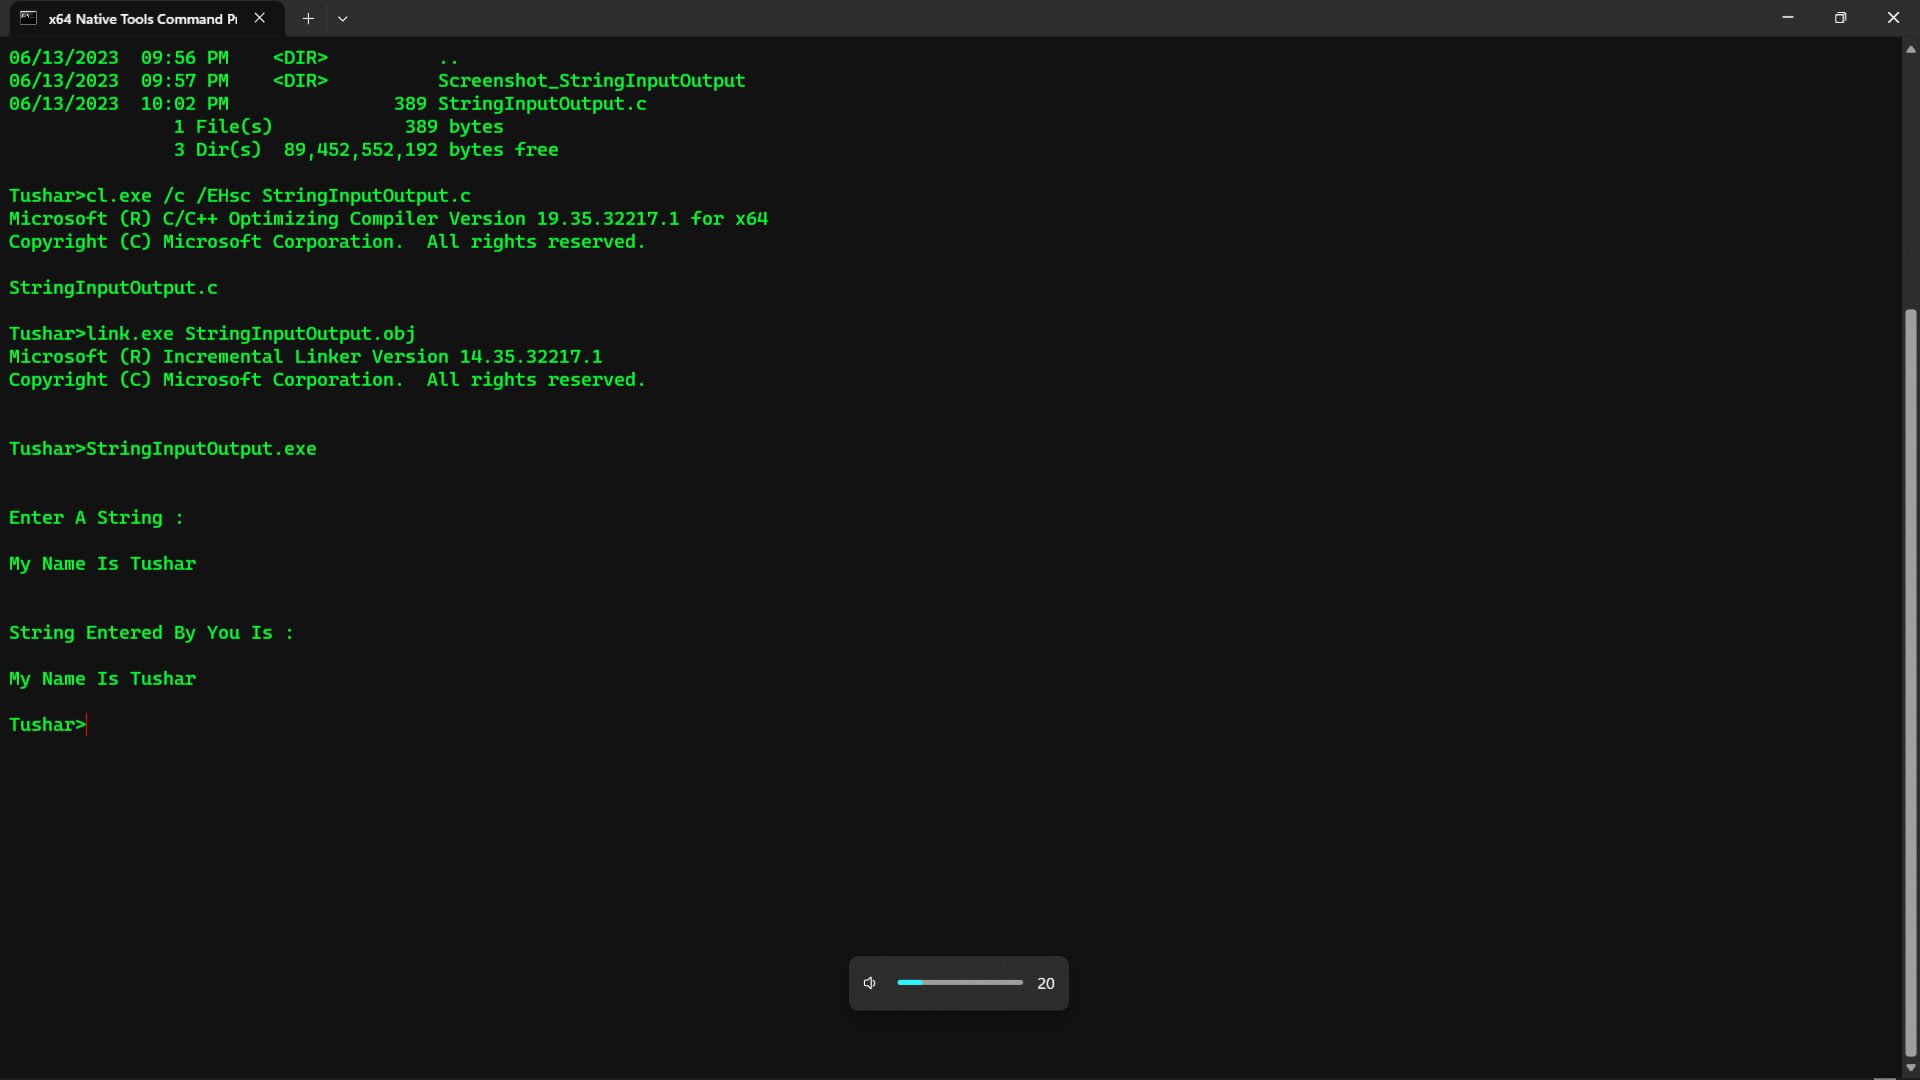 x64 Native Tools Command P
06/13/2023  09:56 PM    <DIR>          ..
06/13/2023  09:57 PM    <DIR>          Screenshot_StringInputOutput
06/13/2023  10:02 PM               389 StringInputOutput.c
               1 File(s)            389 bytes
               3 Dir(s)  89,452,552,192 bytes free
Tushar>cl.exe /c /EHsc StringInputOutput.c
Microsoft (R) C/C++ Optimizing Compiler Version 19.35.32217.1 for x64
Copyright (C) Microsoft Corporation.  All rights reserved.
StringInputOutput.c
Tushar>link.exe StringInputOutput.obj
Microsoft (R) Incremental Linker Version 14.35.32217.1
Copyright (C) Microsoft Corporation.  All rights reserved.
Tushar>StringInputOutput.exe
Enter A String :
My Name Is Tushar
String Entered By You Is :
My Name Is Tushar
Tushar>
20